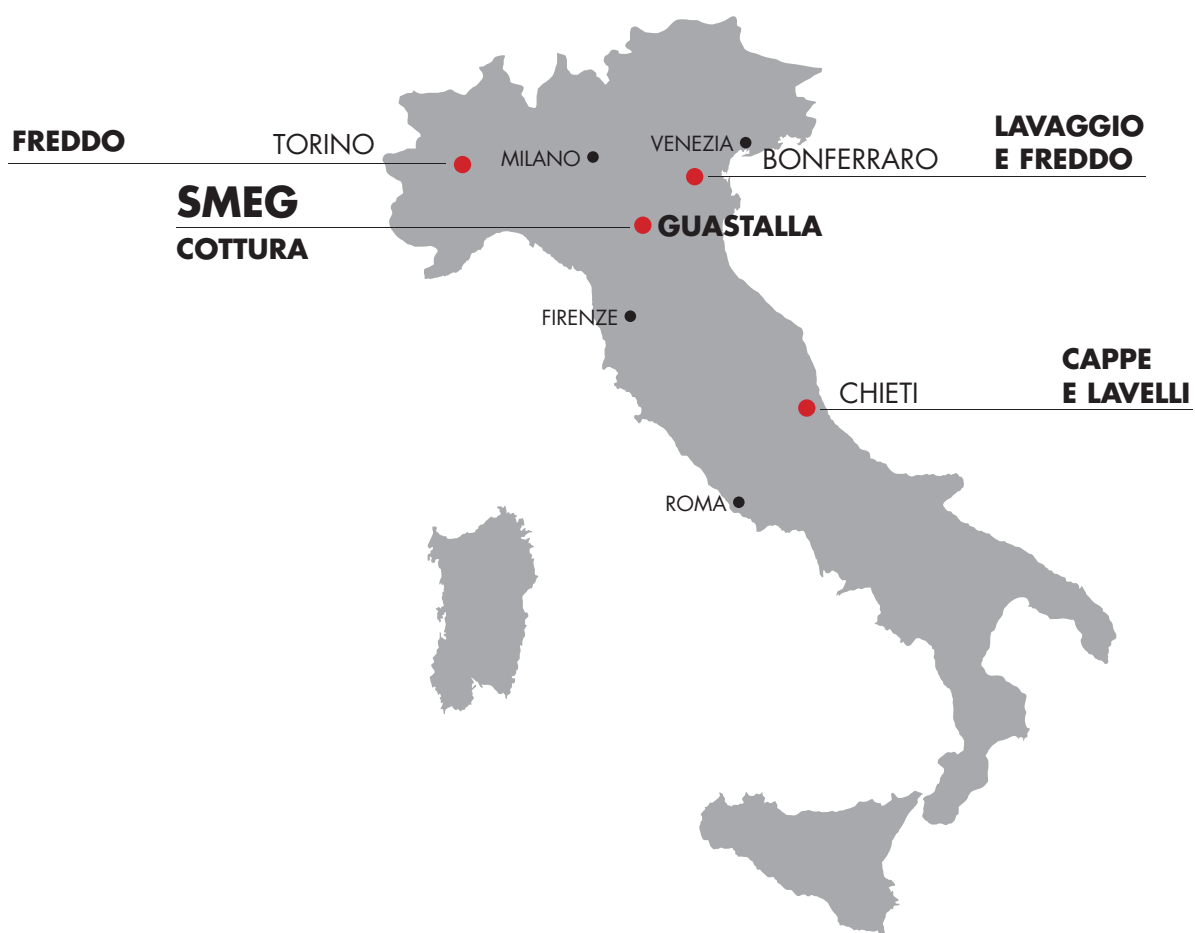 FREDDO
TORINO
MILANO
VENEZIA
BONFERRARO
LAVAGGIO
E FREDDO
SMEG
COTTURA
GUASTALLA
FIRENZE
CHIETI
CAPPE
E LAVELLI
ROMA